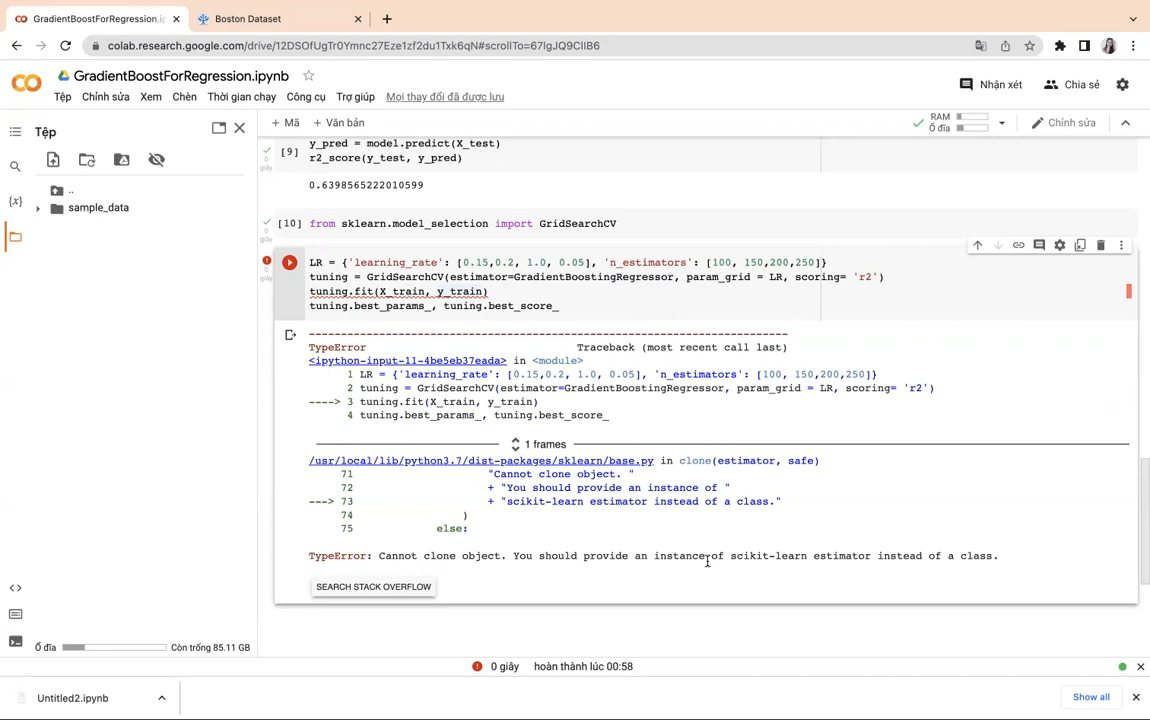 GradientBoostForRegression.ip
Boston Dataset
colab.research.google.com/drive/12DSOfUgTr0Ymnc27Eze1zf2du1Txk6qN#scrollTo=67IgJQ9ClIB6
GradientBoostForRegression.ipynb
Nhận xét
Chia sẻ
Tệp Chỉnh sửa Xem Chèn Thời gian chạy Công cụ Trợ giúp Mọi thay đổi đã được lưu
Tệp
+ Mã + Văn bản
RAM
Ổ đĩa
Chỉnh sửa
..
sample_data
0
giây
[9]
y_pred = model.predict(X_test)
r2_score(y_test, y_pred)
0.6398565222010599
0
giây
[10] from sklearn.model_selection import GridSearchCV
0
giây
LR = {'learning_rate': [0.15,0.2, 1.0, 0.05], 'n_estimators': [100, 150,200,250]}
tuning = GridSearchCV(estimator=GradientBoostingRegressor, param_grid = LR, scoring= 'r2')
tuning.fit(X_train, y_train)
tuning.best_params_, tuning.best_score_
---------------------------------------------------------------------------
TypeError Traceback (most recent call last)
<ipython-input-11-4be5eb37eada> in <module>
1 LR = {'learning_rate': [0.15,0.2, 1.0, 0.05], 'n_estimators': [100, 150,200,250]}
2 tuning = GridSearchCV(estimator=GradientBoostingRegressor, param_grid = LR, scoring= 'r2')
----> 3 tuning.fit(X_train, y_train)
4 tuning.best_params_, tuning.best_score_
1 frames
/usr/local/lib/python3.7/dist-packages/sklearn/base.py in clone(estimator, safe)
71 "Cannot clone object. "
72 + "You should provide an instance of "
---> 73 + "scikit-learn estimator instead of a class."
74 )
75 else:
TypeError: Cannot clone object. You should provide an instance of scikit-learn estimator instead of a class.
SEARCH STACK OVERFLOW
Ổ đĩa Còn trống 85.11 GB
0 giây hoàn thành lúc 00:58
Untitled2.ipynb
Show all